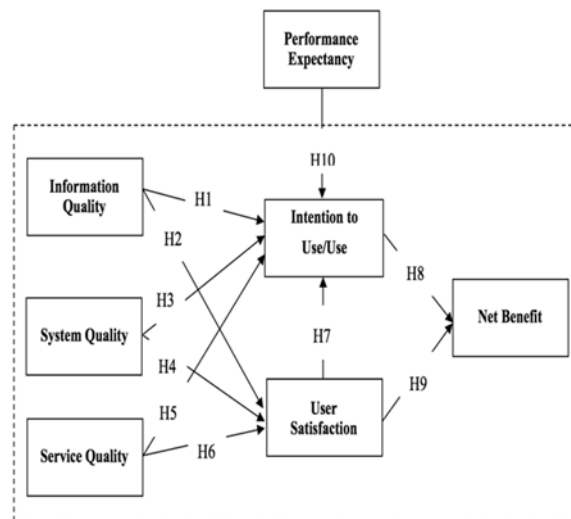 Performance
Expectancy
H10
Information
Quality
H1
Intention to
Use/Use
H2
H8
H3
System Quality
Net Benefit
H7
H4
H9
User
Satisfaction
H5
Service Quality
H6